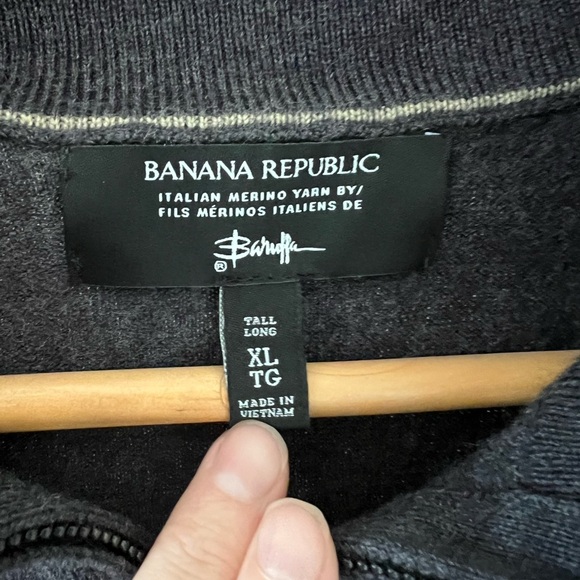 BANANA REPUBLIC
ITALIAN MERINO YARN BY/
FILS MÉRINOS ITALIENS DE
Baruffa
®
TALL
LONG
XL
TG
MADE IN
VIETNAM